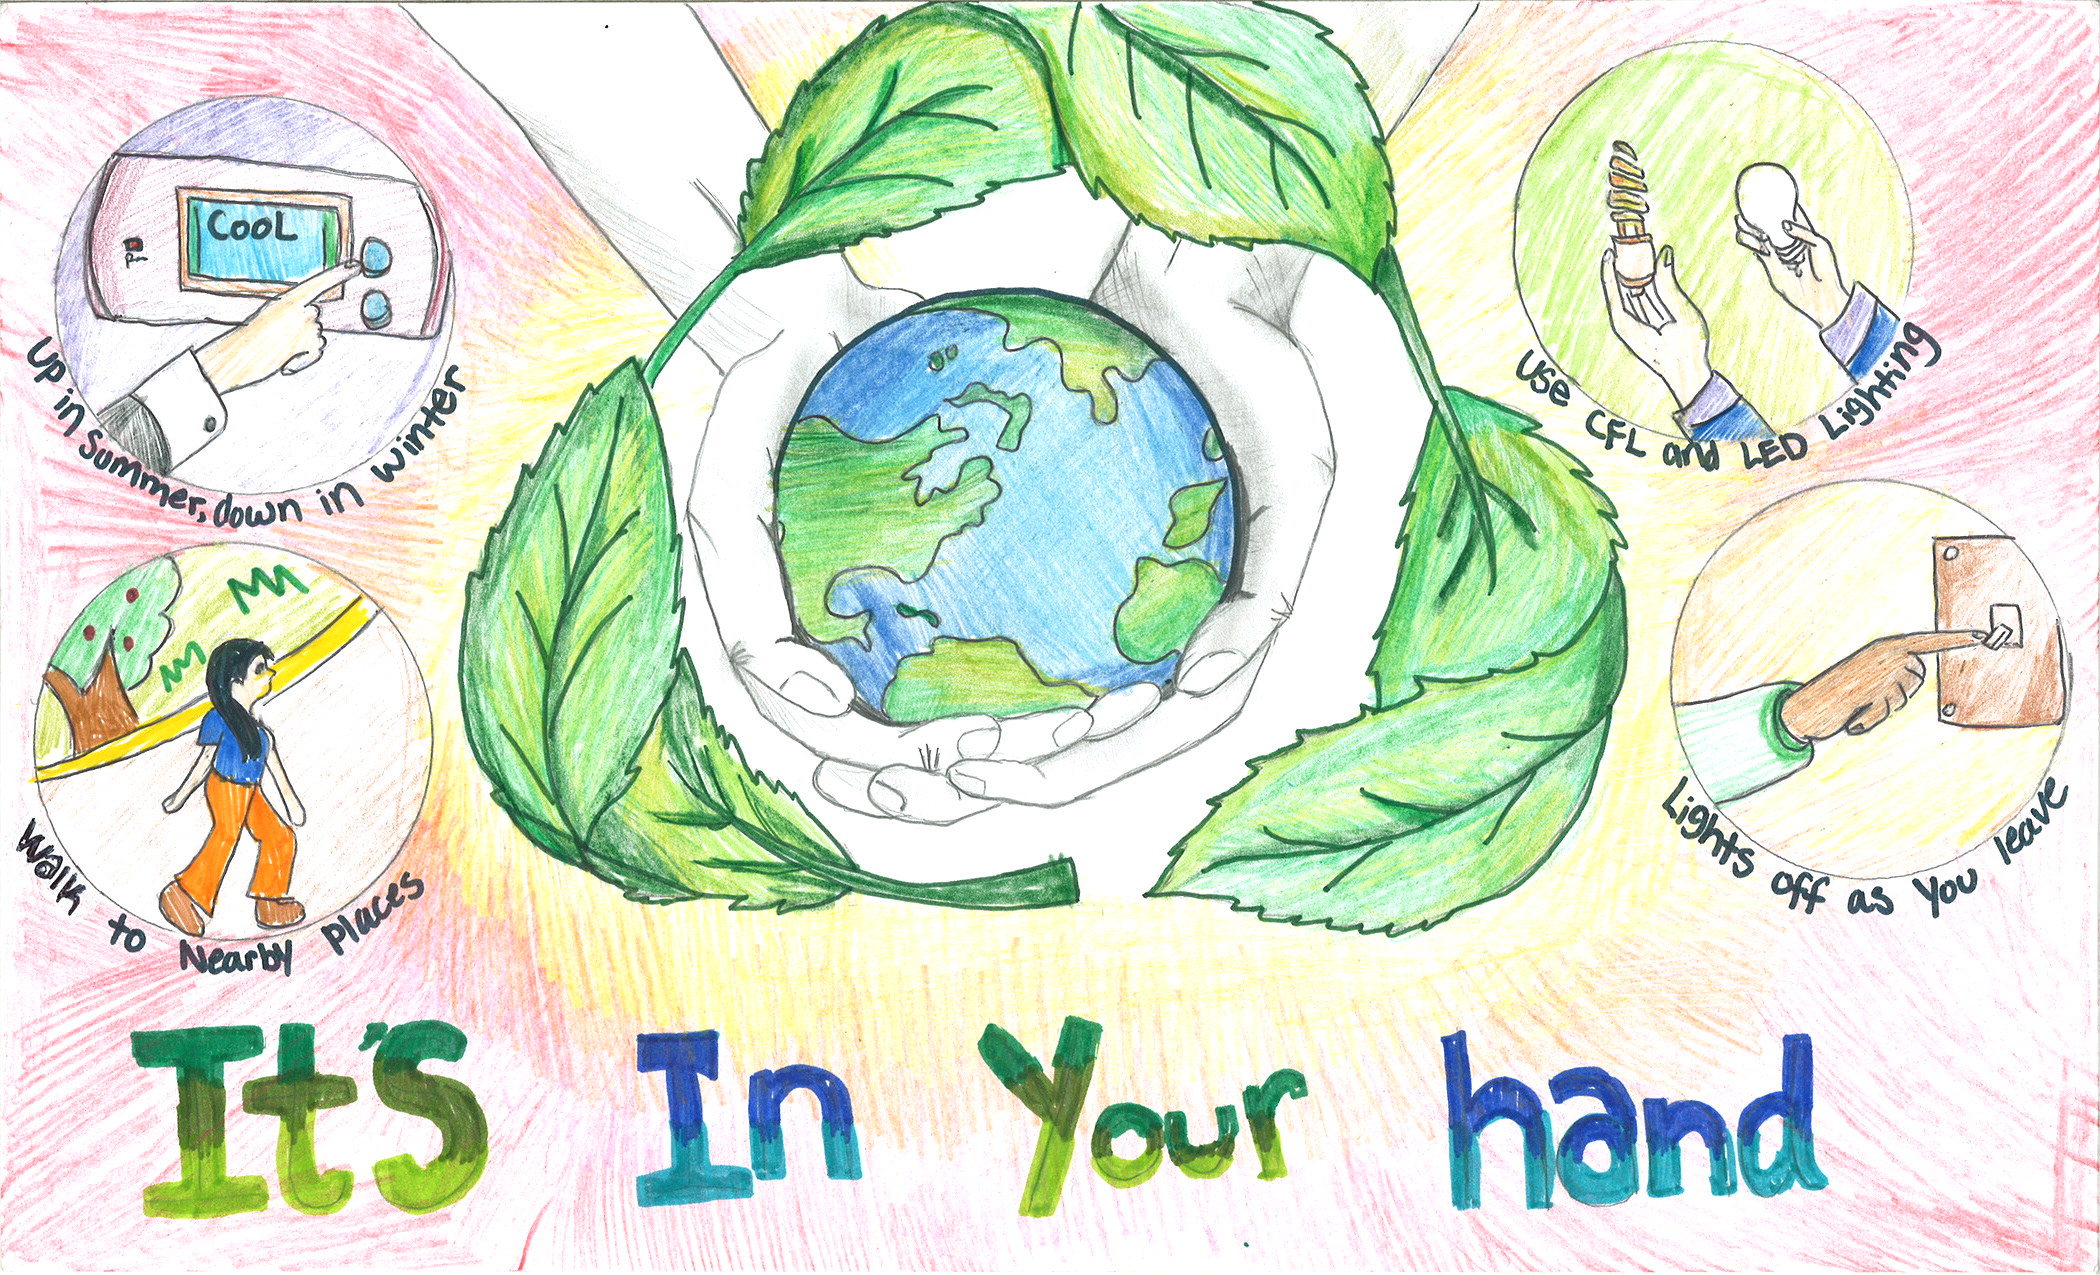 COOL
Up in summer, down in winter
Use CFL and LED Lighting
Walk to Nearby places
Lights off as you leave
It's In Your hand